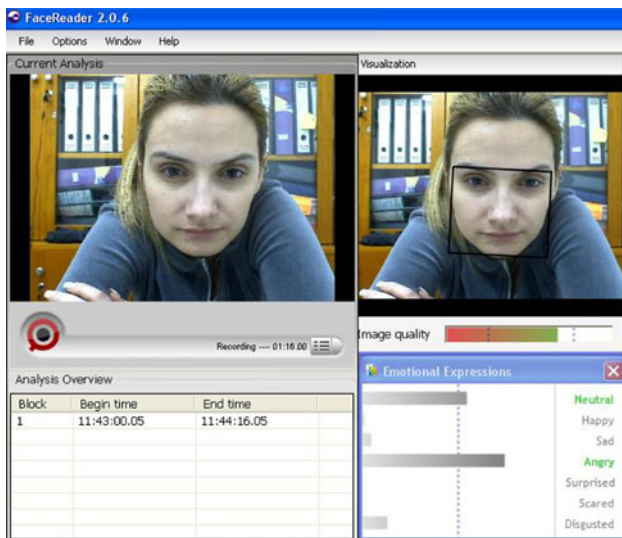 FaceReader 2.0.6
File Options Window Help
Current Analysis
Visualization
Recording ---- 01:16.00
Image quality
Analysis Overview
Block Begin time End time
1 11:43:00.05 11:44:16.05
Emotional Expressions
Neutral
Happy
Sad
Angry
Surprised
Scared
Disgusted